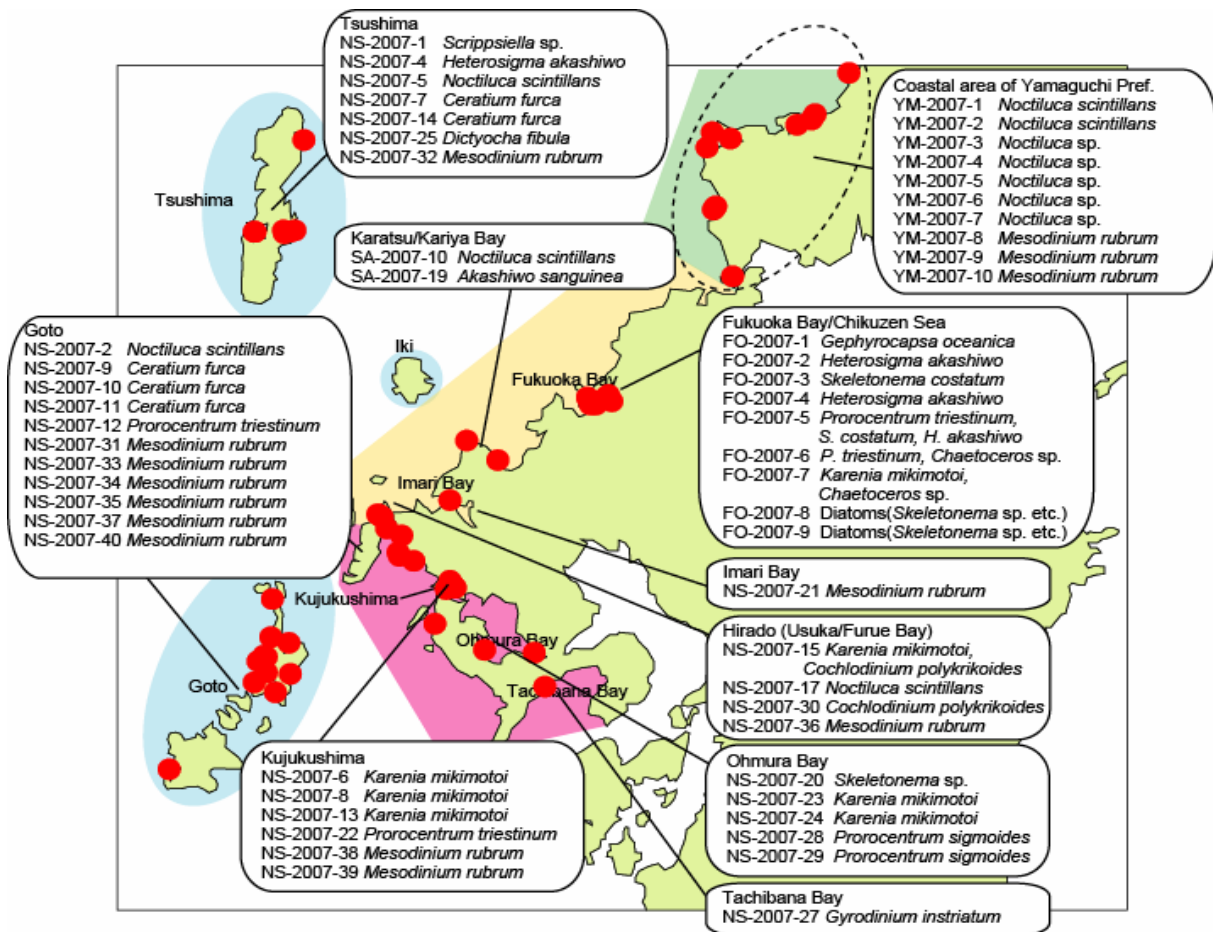 Tsushima
NS-2007-1 Scrippsiella sp.
NS-2007-4 Heterosigma akashiwo
NS-2007-5 Noctiluca scintillans
NS-2007-7 Ceratium furca
NS-2007-14 Ceratium furca
NS-2007-25 Dictyocha fibula
NS-2007-32 Mesodinium rubrum
Coastal area of Yamaguchi Pref.
YM-2007-1 Noctiluca scintillans
YM-2007-2 Noctiluca scintillans
YM-2007-3 Noctiluca sp.
YM-2007-4 Noctiluca sp.
YM-2007-5 Noctiluca sp.
YM-2007-6 Noctiluca sp.
YM-2007-7 Noctiluca sp.
YM-2007-8 Mesodinium rubrum
YM-2007-9 Mesodinium rubrum
YM-2007-10 Mesodinium rubrum
Tsushima
Karatsu/Kariya Bay
SA-2007-10 Noctiluca scintillans
SA-2007-19 Akashiwo sanguinea
Goto
NS-2007-2 Noctiluca scintillans
NS-2007-9 Ceratium furca
NS-2007-10 Ceratium furca
NS-2007-11 Ceratium furca
NS-2007-12 Prorocentrum triestinum
NS-2007-31 Mesodinium rubrum
NS-2007-33 Mesodinium rubrum
NS-2007-34 Mesodinium rubrum
NS-2007-35 Mesodinium rubrum
NS-2007-37 Mesodinium rubrum
NS-2007-40 Mesodinium rubrum
Iki
Fukuoka Bay
Fukuoka Bay/Chikuzen Sea
FO-2007-1 Gephyrocapsa oceanica
FO-2007-2 Heterosigma akashiwo
FO-2007-3 Skeletonema costatum
FO-2007-4 Heterosigma akashiwo
FO-2007-5 Prorocentrum triestinum,
S. costatum, H. akashiwo
FO-2007-6 P. triestinum, Chaetoceros sp.
FO-2007-7 Karenia mikimotoi,
Chaetoceros sp.
FO-2007-8 Diatoms(Skeletonema sp. etc.)
FO-2007-9 Diatoms(Skeletonema sp. etc.)
Imari Bay
Imari Bay
NS-2007-21 Mesodinium rubrum
Kujukushima
Hirado (Usuka/Furue Bay)
NS-2007-15 Karenia mikimotoi,
Cochlodinium polykrikoides
NS-2007-17 Noctiluca scintillans
NS-2007-30 Cochlodinium polykrikoides
NS-2007-36 Mesodinium rubrum
Ohmura Bay
Goto
Tachibana Bay
Kujukushima
NS-2007-6 Karenia mikimotoi
NS-2007-8 Karenia mikimotoi
NS-2007-13 Karenia mikimotoi
NS-2007-22 Prorocentrum triestinum
NS-2007-38 Mesodinium rubrum
NS-2007-39 Mesodinium rubrum
Ohmura Bay
NS-2007-20 Skeletonema sp.
NS-2007-23 Karenia mikimotoi
NS-2007-24 Karenia mikimotoi
NS-2007-28 Prorocentrum sigmoides
NS-2007-29 Prorocentrum sigmoides
Tachibana Bay
NS-2007-27 Gyrodinium instriatum